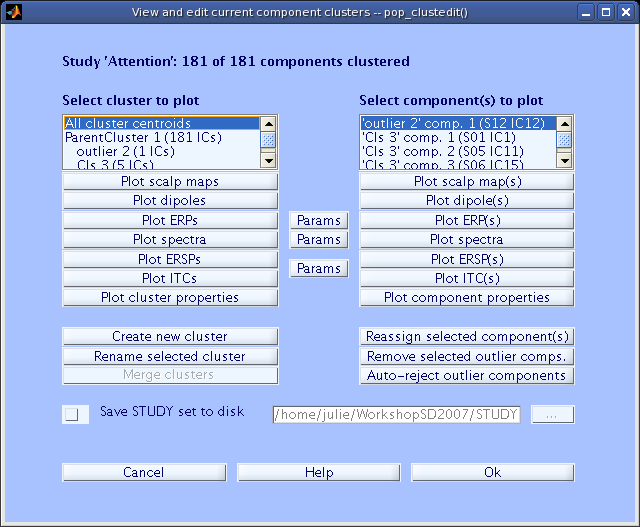 View and edit current component clusters -- pop_clustedit()
Study 'Attention': 181 of 181 components clustered
Select cluster to plot
Select component(s) to plot
All cluster centroids
ParentCluster 1 (181 ICs)
outlier 2 (1 ICs)
Cls 3 (5 ICs)
'outlier 2' comp. 1 (S12 IC12)
'Cls 3' comp. 1 (S01 IC1)
'Cls 3' comp. 2 (S05 IC11)
'Cls 3' comp. 3 (S06 IC15)
Plot scalp maps
Plot scalp map(s)
Plot dipoles
Plot dipole(s)
Plot ERPs
Params
Plot ERP(s)
Plot spectra
Params
Plot spectra
Plot ERSPs
Params
Plot ERSP(s)
Plot ITCs
Plot ITC(s)
Plot cluster properties
Plot component properties
Create new cluster
Reassign selected component(s)
Rename selected cluster
Remove selected outlier comps.
Merge clusters
Auto-reject outlier components
Save STUDY set to disk
/home/julie/WorkshopSD2007/STUDY
...
Cancel
Help
Ok